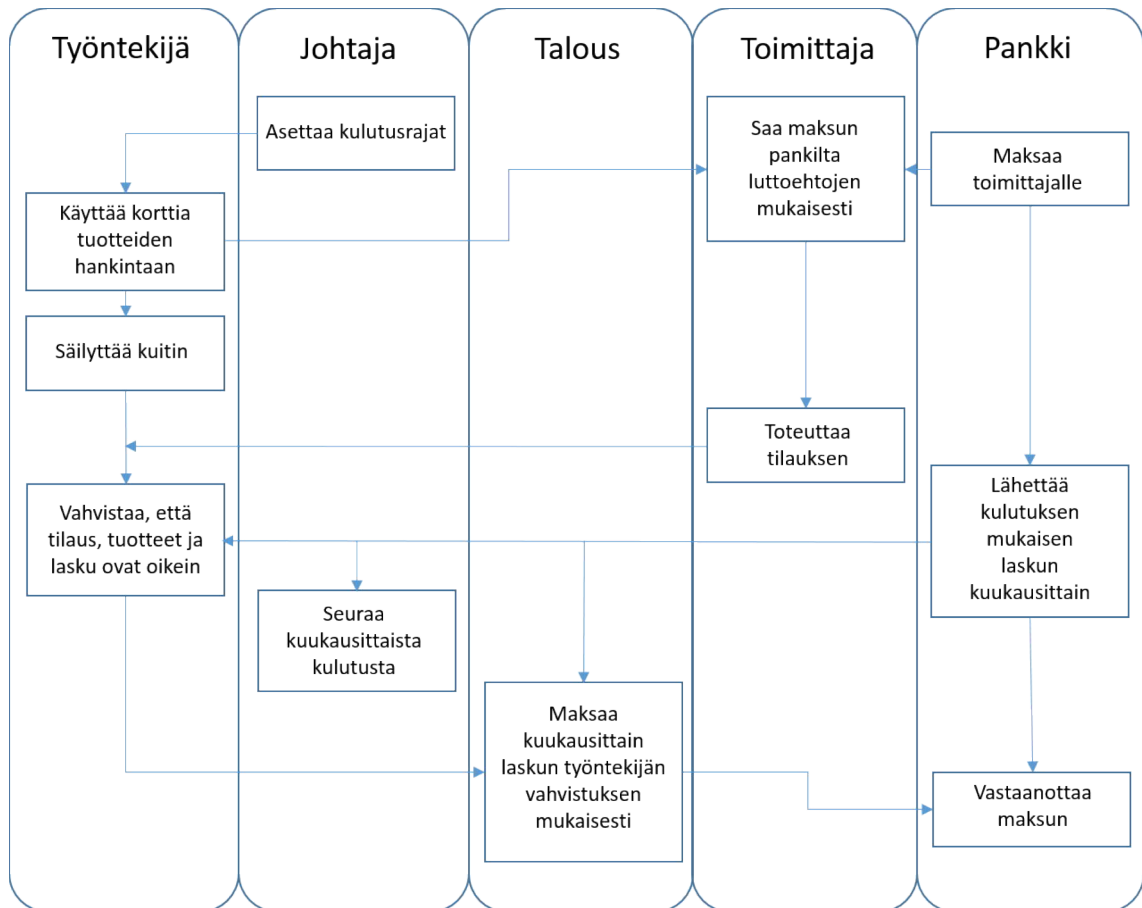 Työntekijä
Johtaja
Talous
Toimittaja
Pankki
Asettaa kulutusrajat
Saa maksun
pankilta
luttoehtojen
mukaisesti
Maksaa
toimittajalle
Käyttää korttia
tuotteiden
hankintaan
Säilyttää kuitin
Toteuttaa
tilauksen
Vahvistaa, että
tilaus, tuotteet ja
lasku ovat oikein
Lähettää
kulutuksen
mukaisen
laskun
kuukausittain
Seuraa
kuukausittaista
kulutusta
Maksaa
kuukausittain
laskun työntekijän
vahvistuksen
mukaisesti
Vastaanottaa
maksun